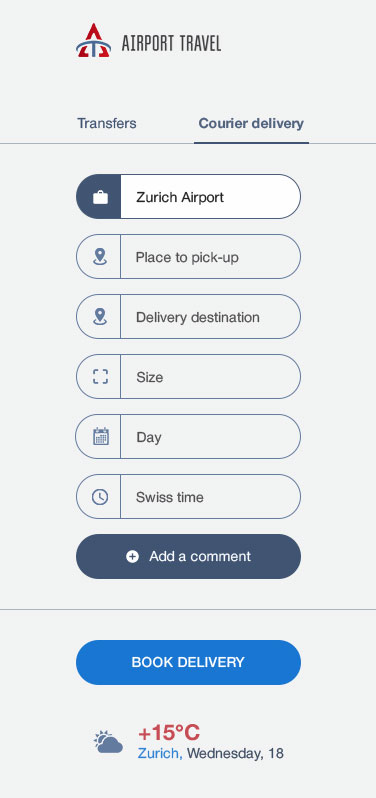 AIRPORT TRAVEL
Transfers
Courier delivery
Zurich Airport
Place to pick-up
Delivery destination
Size
Day
Swiss time
Add a comment
BOOK DELIVERY
+15°C
Zurich, Wednesday, 18